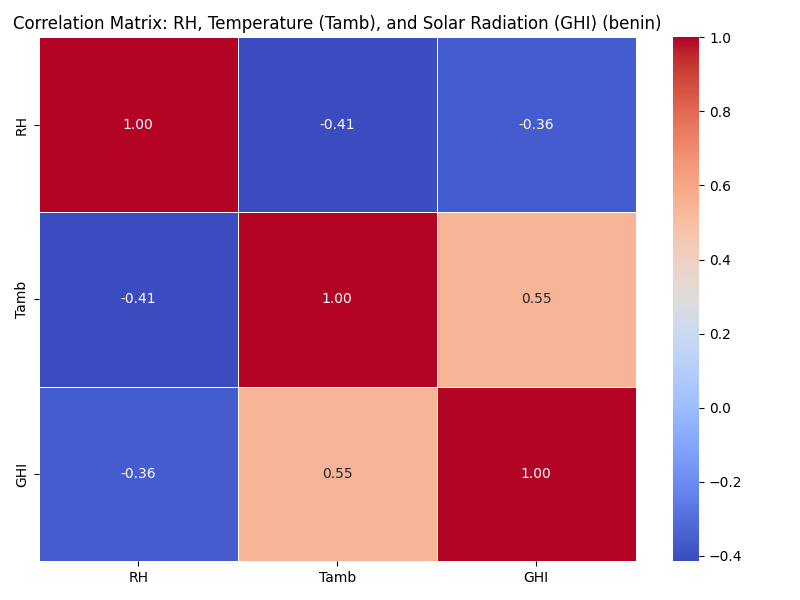 Correlation Matrix: RH, Temperature (Tamb), and Solar Radiation (GHI) (benin)
RH
1.00
-0.41
-0.36
Tamb
-0.41
1.00
0.55
GHI
-0.36
0.55
1.00
RH
Tamb
GHI
1.0
0.8
0.6
0.4
0.2
0.0
−0.2
−0.4